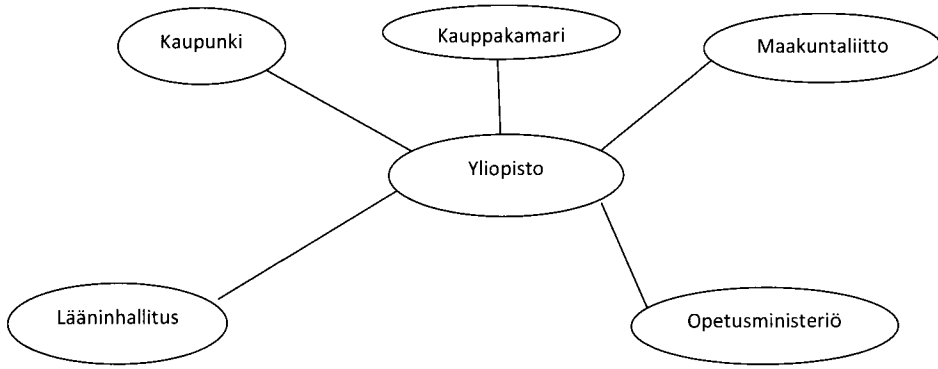 Kaupunki
Kauppakamari
Maakuntaliitto
Yliopisto
Lääninhallitus
Opetusministeriö